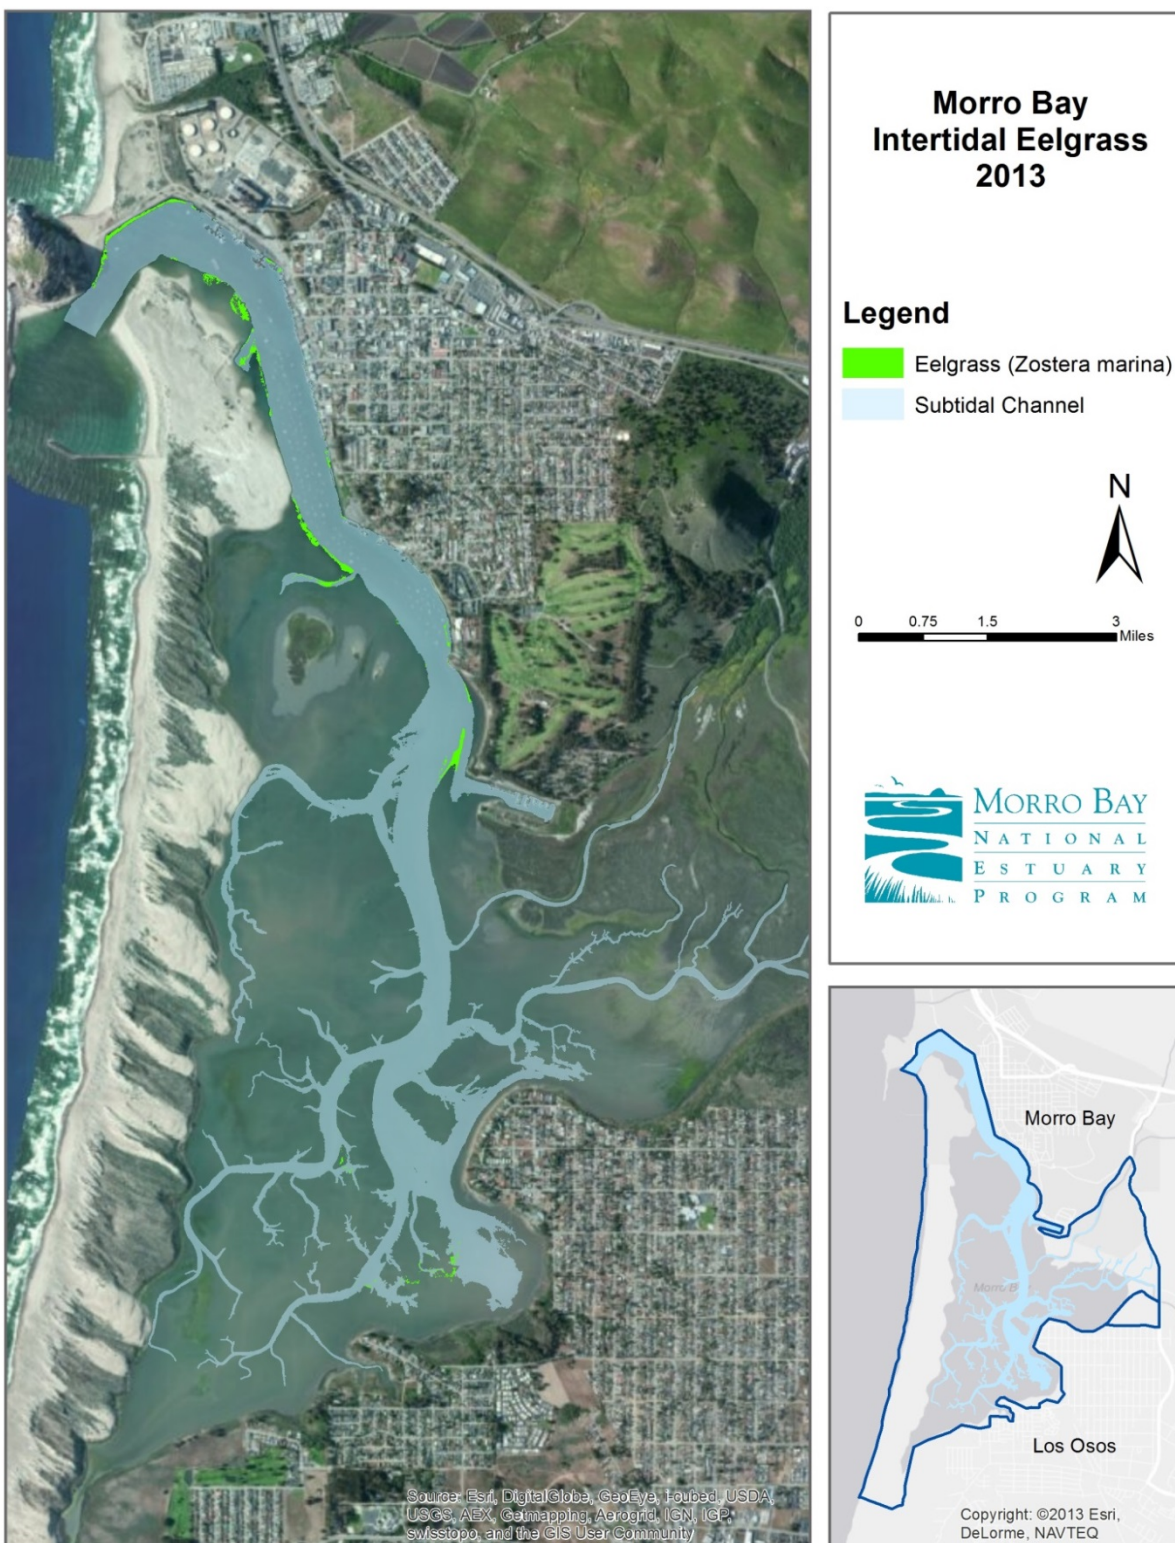 Morro Bay
Intertidal Eelgrass
2013
Legend
Eelgrass (Zostera marina)
Subtidal Channel
N
0 0.75 1.5 3
Miles
MORRO BAY
NATIONAL
ESTUARY
PROGRAM
Source: Esri, DigitalGlobe, GeoEye, i-cubed, USDA,
USGS, AEX, Getmapping, Aerogrid, IGN, IGP,
swisstopo, and the GIS User Community
Morro Bay
Morro B
Los Osos
Copyright: ©2013 Esri,
DeLorme, NAVTEQ